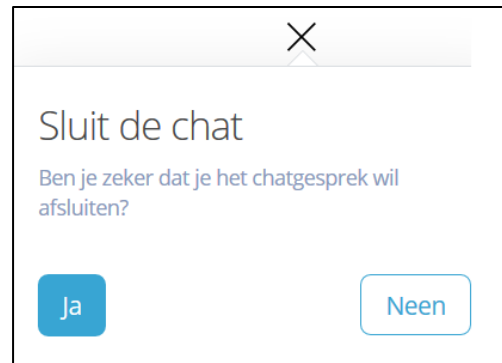 Sluit de chat
Ben je zeker dat je het chatgesprek wil
afsluiten?
Ja
Neen